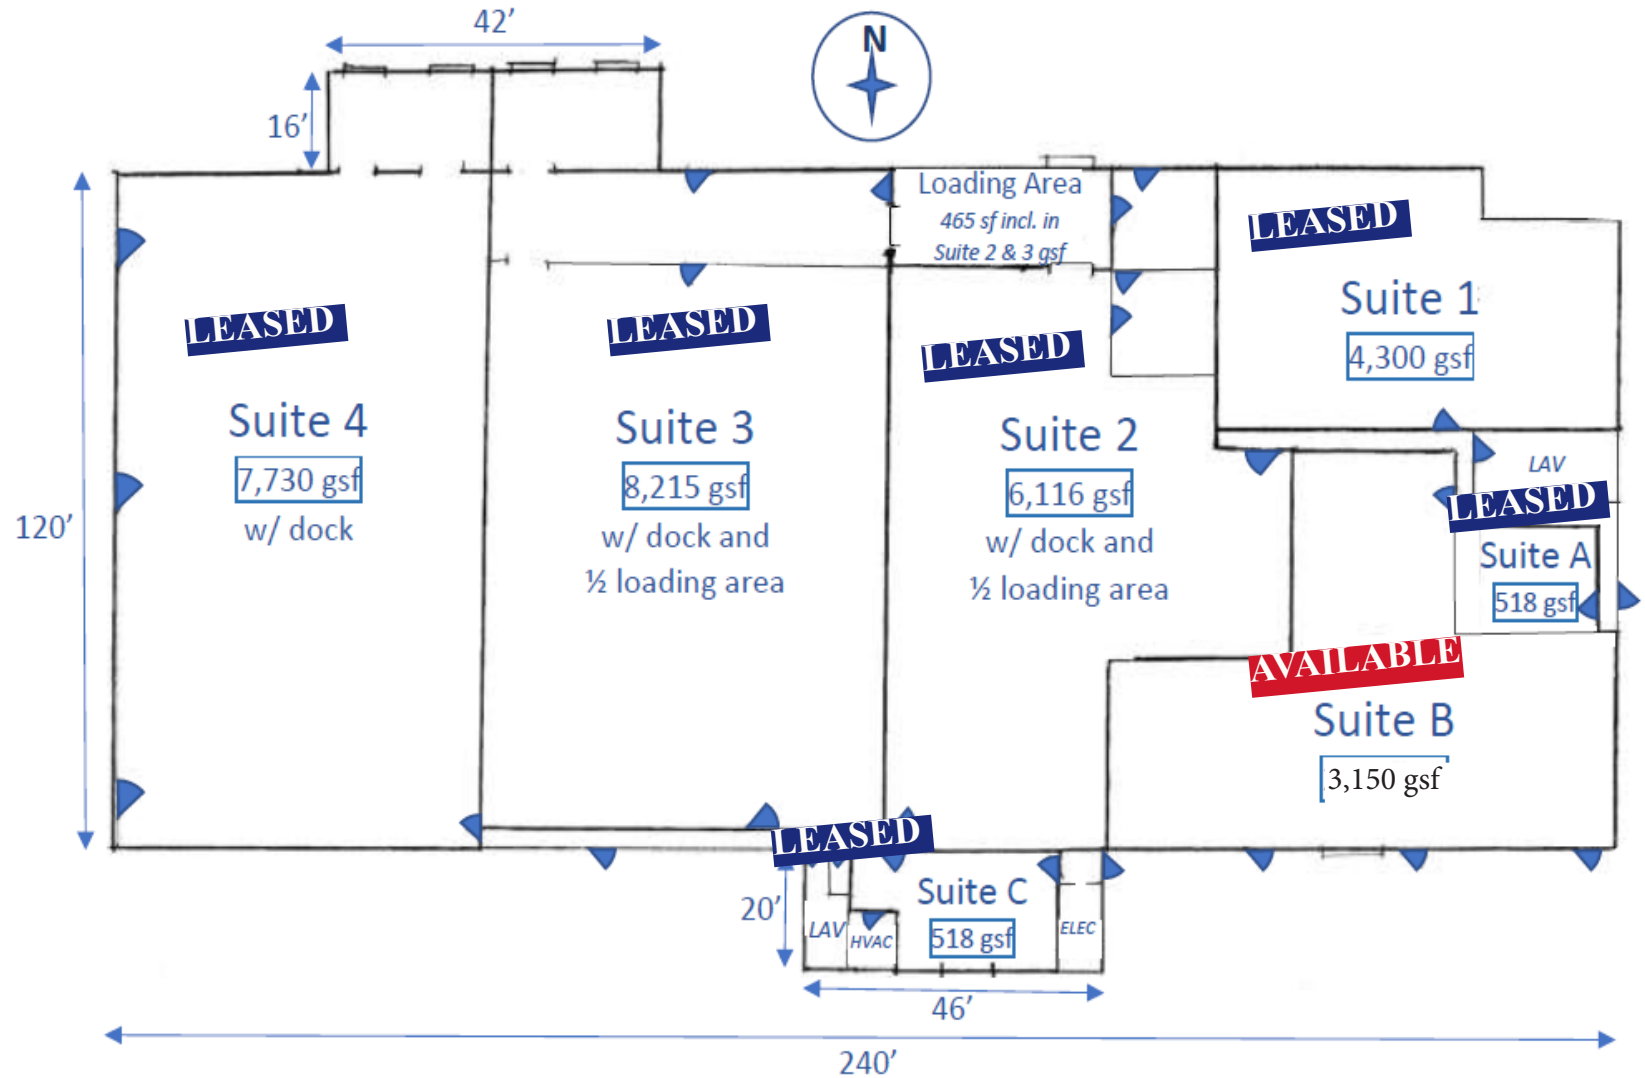 42’
N
16’
Loading Area
465 sf incl. in
Suite 2 & 3 gsf
LEASED
Suite 1
4,300 gsf
LEASED
Suite 4
7,730 gsf
w/ dock
LEASED
Suite 3
8,215 gsf
w/ dock and
½ loading area
LEASED
Suite 2
6,116 gsf
w/ dock and
½ loading area
LAV
LEASED
Suite A
518 gsf
120’
AVAILABLE
Suite B
3,150 gsf
LEASED
Suite C
518 gsf
20’
LAV
HVAC
ELEC
46’
240’